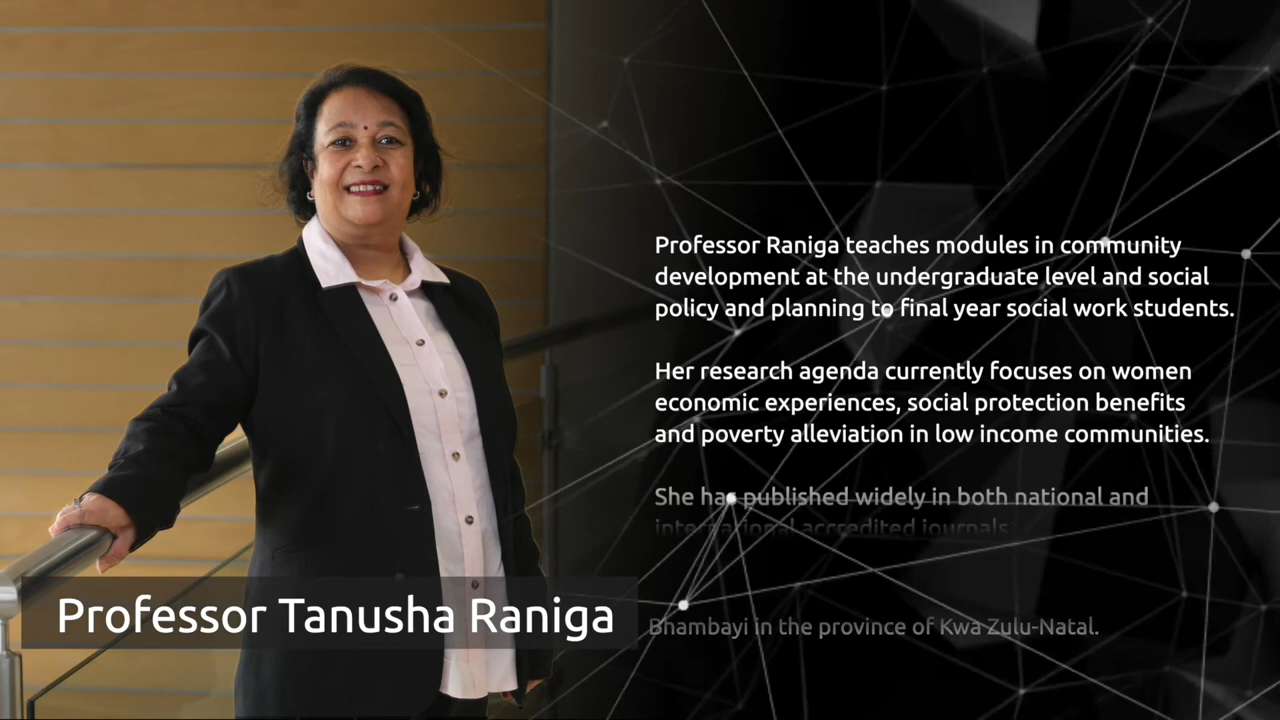 Professor Raniga teaches modules in community
development at the undergraduate level and social
policy and planning to final year social work students.
Her research agenda currently focuses on women
economic experiences, social protection benefits
and poverty alleviation in low income communities.
She has published widely in both national and
international accredited journals.
Professor Tanusha Raniga
Bhambayi in the province of Kwa Zulu-Natal.